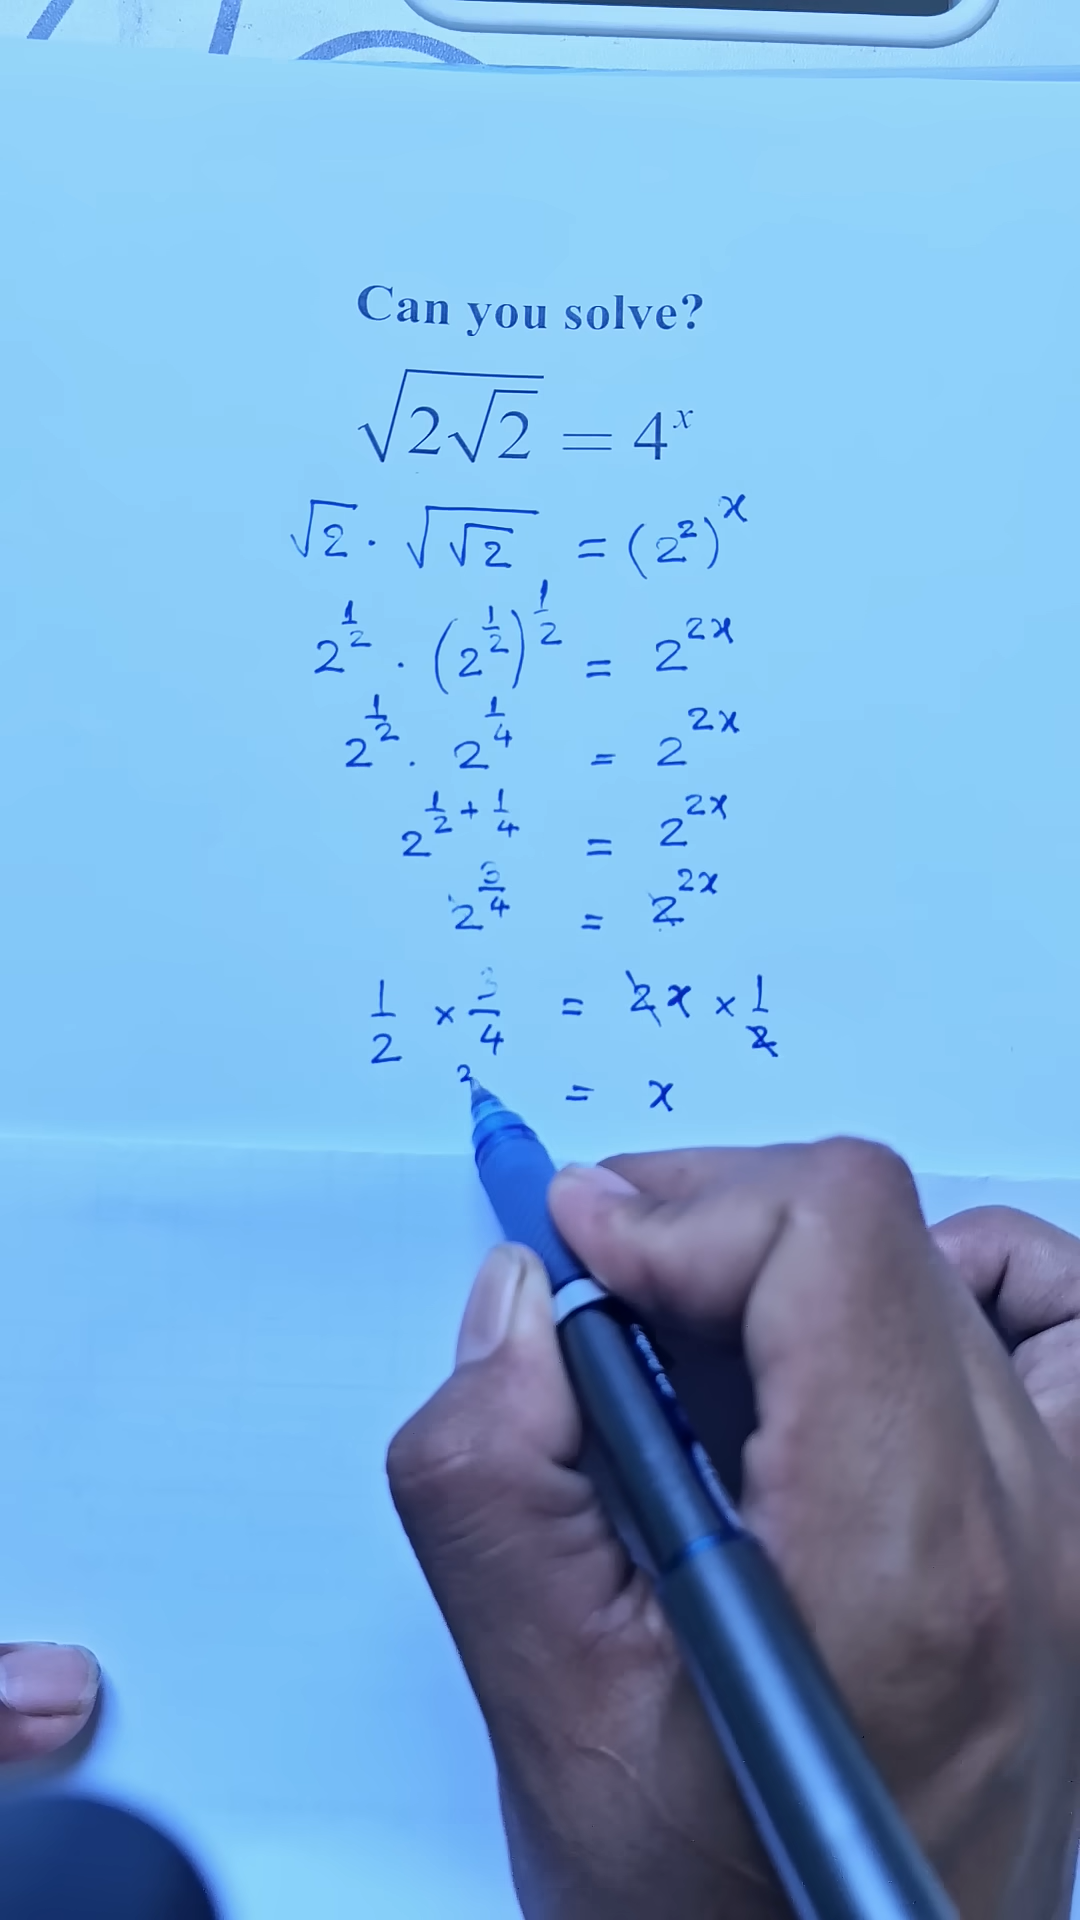 Can you solve?
√(2√2) = 4^x
√2 · √(√2) = (2^2)^x
2^(1/2) · (2^(1/2))^(1/2) = 2^(2x)
2^(1/2) · 2^(1/4) = 2^(2x)
2^(1/2 + 1/4) = 2^(2x)
2^(3/4) = 2^(2x)
1/2 × 3/4 = 2x × 1/2
= x